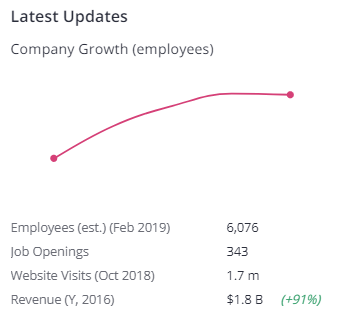 Latest Updates
Company Growth (employees)
Employees (est.) (Feb 2019) 6,076
Job Openings 343
Website Visits (Oct 2018) 1.7 m
Revenue (Y, 2016) $1.8 B (+91%)